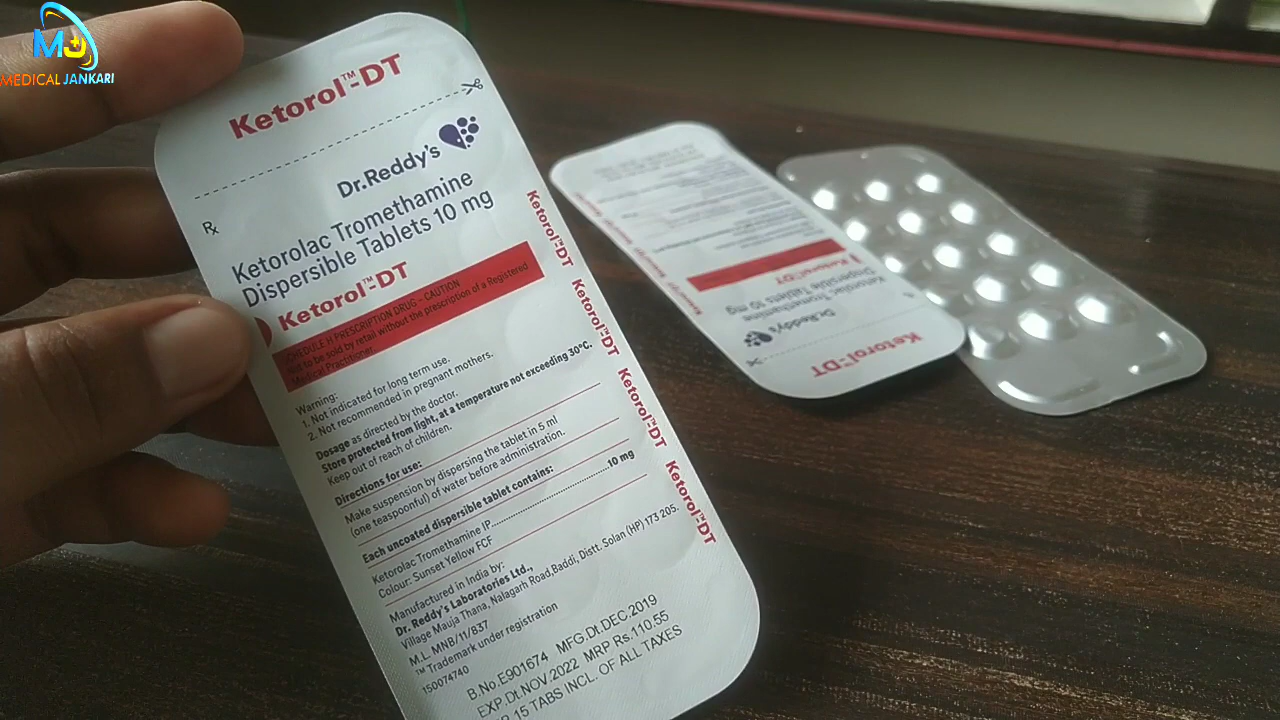 MJ
MEDICAL JANKARI
Ketorol™-DT
Dr.Reddy's
Rx
Ketorolac Tromethamine
Dispersible Tablets 10 mg
Ketorol™-DT
CHEDULE H PRESCRIPTION DRUG – CAUTION
Not to be sold by retail without the prescription of a Registered
Medical Practitioner.
Warning:
1. Not indicated for long term use.
2. Not recommended in pregnant mothers.
Dosage as directed by the doctor.
Store protected from light, at a temperature not exceeding 30°C.
Keep out of reach of children.
Directions for use:
Make suspension by dispersing the tablet in 5 ml
(one teaspoonful) of water before administration.
Each uncoated dispersible tablet contains:
Ketorolac Tromethamine IP..............................10 mg
Colour: Sunset Yellow FCF
Manufactured in India by:
Dr. Reddy's Laboratories Ltd.,
Village Mauja Thana, Nalagarh Road, Baddi, Distt. Solan (HP) 173 205.
M.L. MNB/11/837
™ Trademark under registration
150074740
B.No.E901674 MFG.Dt.DEC.2019
EXP.Dt.NOV.2022 MRP Rs.110.55
15 TABS INCL. OF ALL TAXES
Ketorol™-DT
Ketorol™-DT
Ketorol™-DT
Ketorol™-DT
Ketorol™-DT
Dr.Reddy's
Ketorolac Tromethamine
Dispersible Tablets 10 mg
Ketorol™-DT